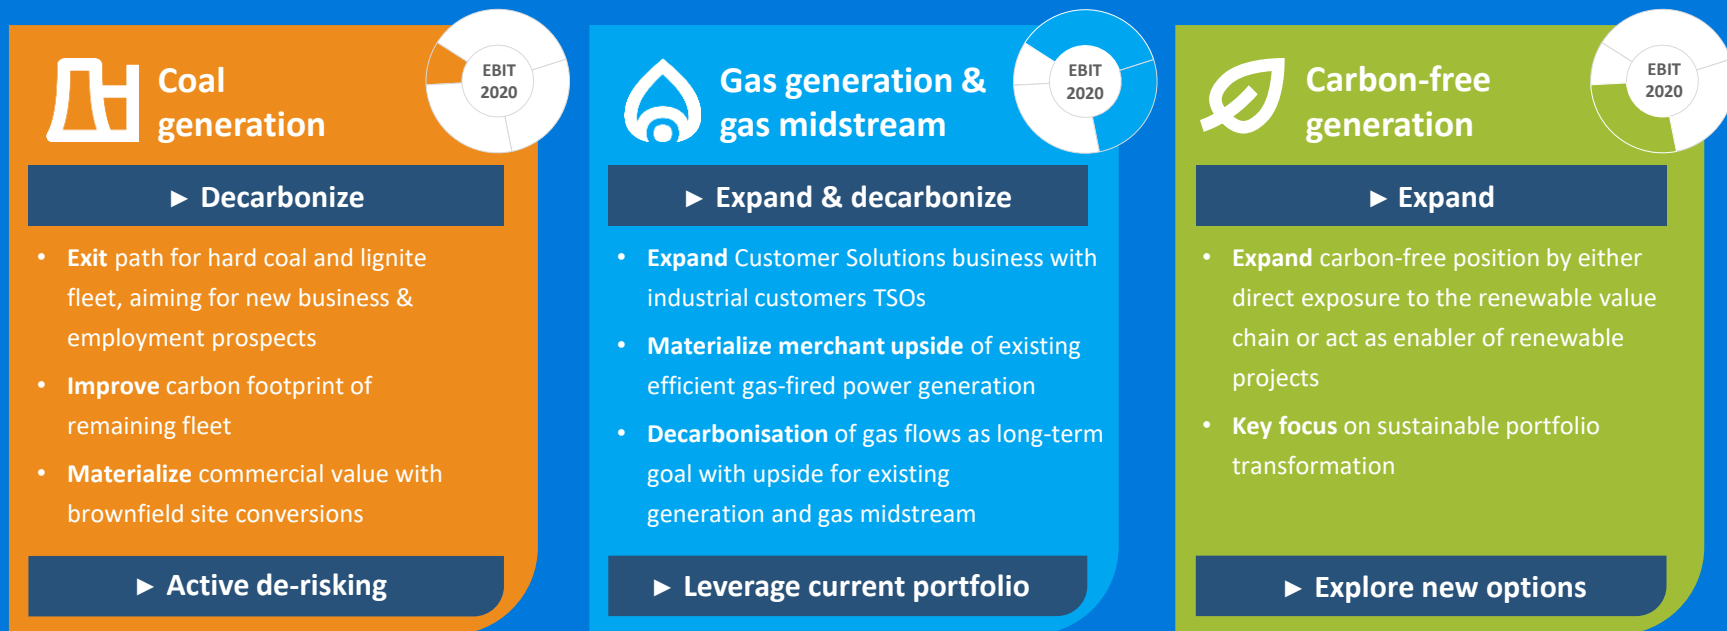 Coal
generation
EBIT
2020
► Decarbonize
• Exit path for hard coal and lignite
fleet, aiming for new business &
employment prospects
• Improve carbon footprint of
remaining fleet
• Materialize commercial value with
brownfield site conversions
► Active de-risking
Gas generation &
gas midstream
EBIT
2020
► Expand & decarbonize
• Expand Customer Solutions business with
industrial customers TSOs
• Materialize merchant upside of existing
efficient gas-fired power generation
• Decarbonisation of gas flows as long-term
goal with upside for existing
generation and gas midstream
► Leverage current portfolio
Carbon-free
generation
EBIT
2020
► Expand
• Expand carbon-free position by either
direct exposure to the renewable value
chain or act as enabler of renewable
projects
• Key focus on sustainable portfolio
transformation
► Explore new options